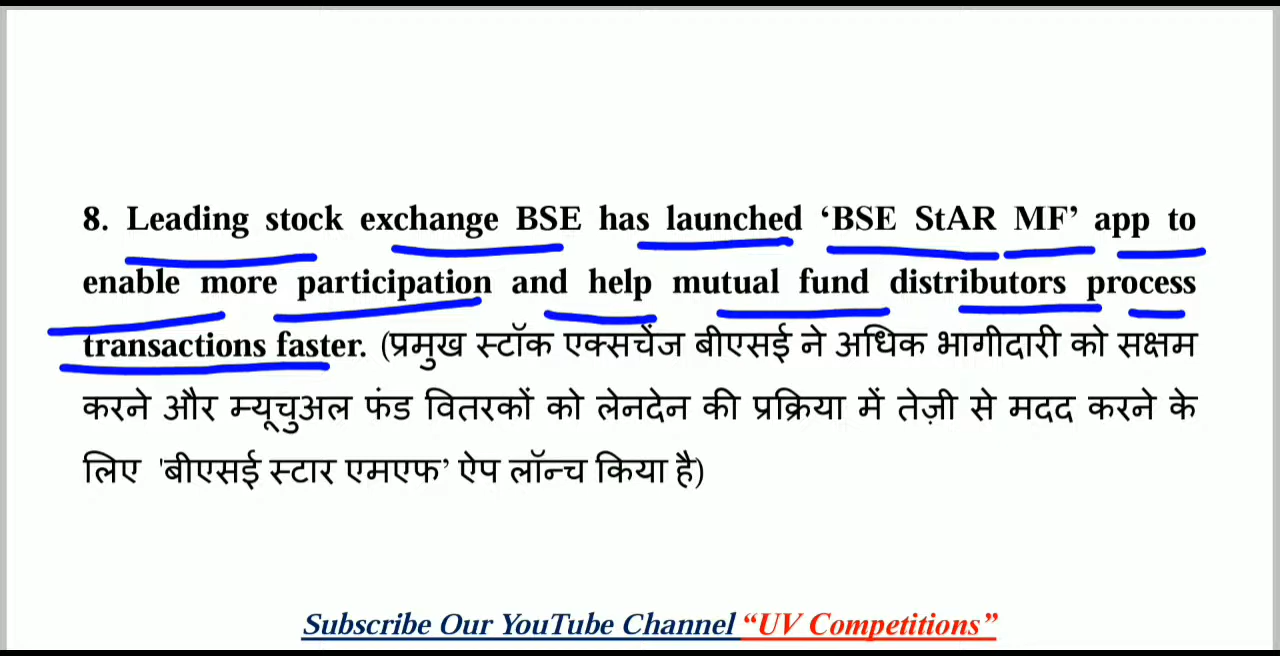 8. Leading stock exchange BSE has launched ‘BSE StAR MF’ app to
enable more participation and help mutual fund distributors process
transactions faster. (प्रमुख स्टॉक एक्सचेंज बीएसई ने अधिक भागीदारी को सक्षम
करने और म्यूचुअल फंड वितरकों को लेनदेन की प्रक्रिया में तेज़ी से मदद करने के
लिए 'बीएसई स्टार एमएफ’ ऐप लॉन्च किया है)
Subscribe Our YouTube Channel “UV Competitions”